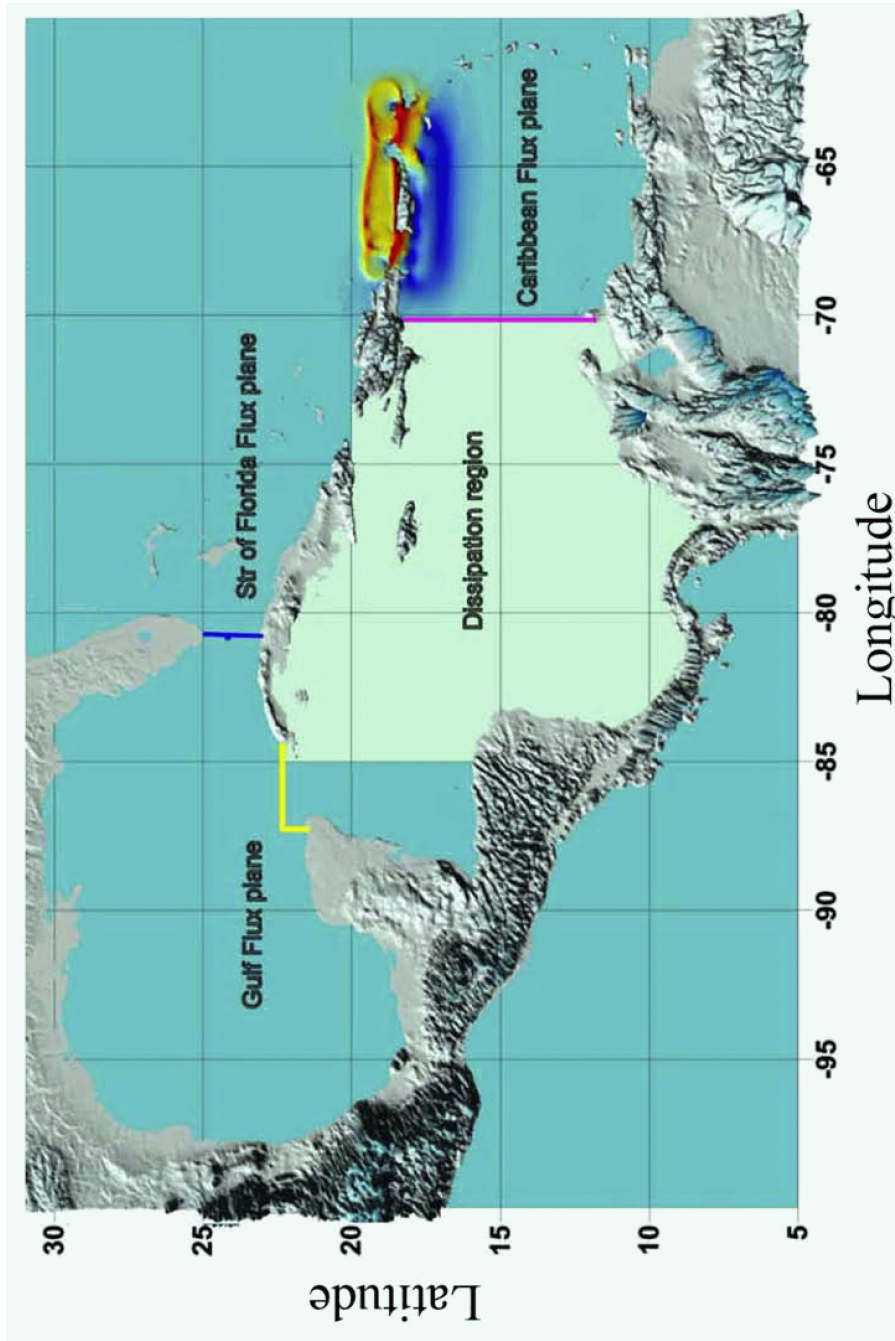 Str of Florida Flux plane
Gulf Flux plane
Caribbean Flux plane
Dissipation region
30
25
20
15
10
5
Latitude
-95
-90
-85
-80
-75
-70
-65
Longitude